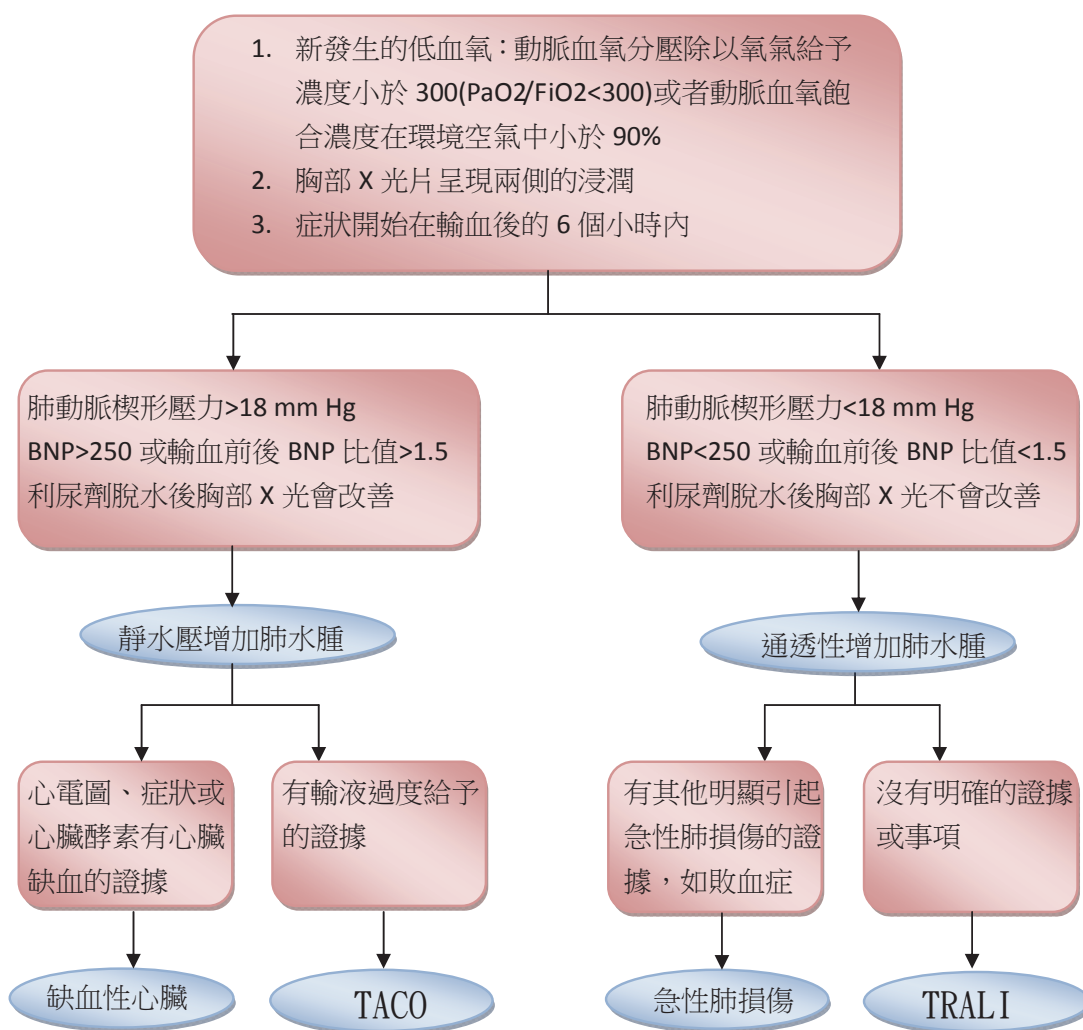 1. 新發生的低血氧：動脈血氧分壓除以氧氣給予
濃度小於 300(PaO2/FiO2<300)或者動脈血氧飽
合濃度在環境空氣中小於 90%
2. 胸部 X 光片呈現兩側的浸潤
3. 症狀開始在輸血後的 6 個小時內
肺動脈楔形壓力>18 mm Hg
BNP>250 或輸血前後 BNP 比值>1.5
利尿劑脫水後胸部 X 光會改善
肺動脈楔形壓力<18 mm Hg
BNP<250 或輸血前後 BNP 比值<1.5
利尿劑脫水後胸部 X 光不會改善
靜水壓增加肺水腫
通透性增加肺水腫
心電圖、症狀或
心臟酵素有心臟
缺血的證據
有輸液過度給予
的證據
有其他明顯引起
急性肺損傷的證
據，如敗血症
沒有明確的證據
或事項
缺血性心臟
TACO
急性肺損傷
TRALI